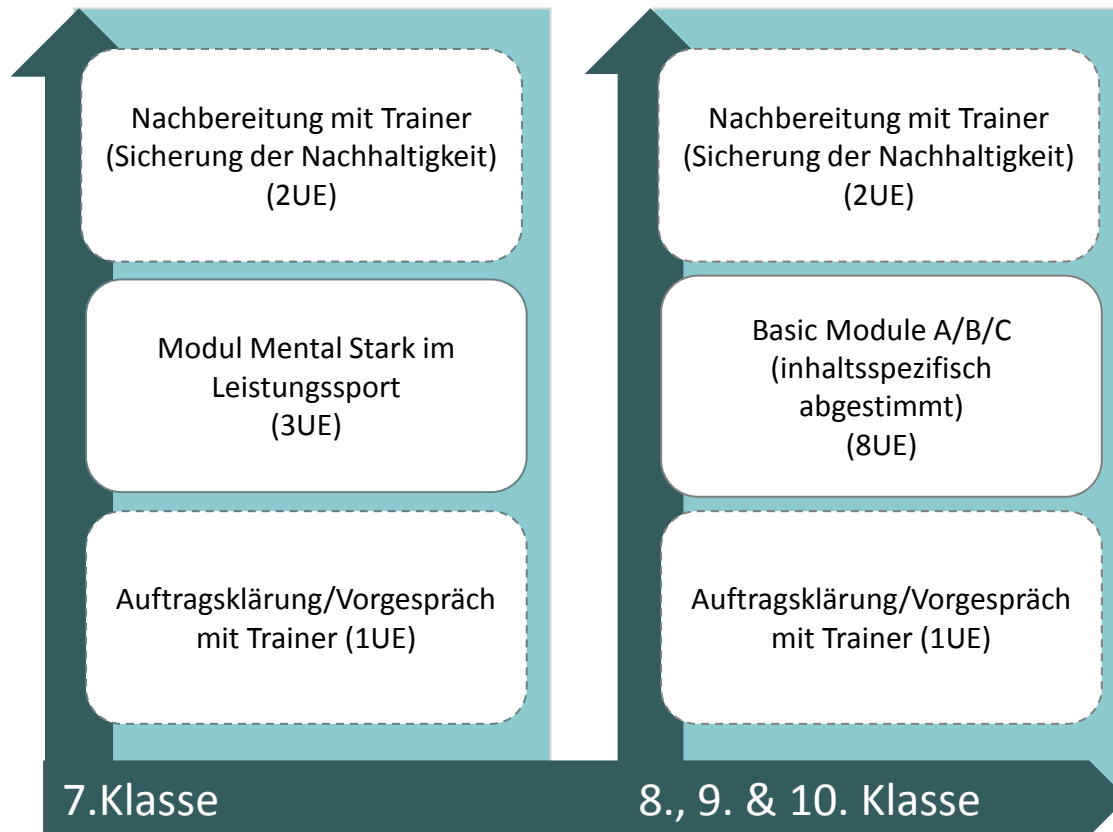 Nachbereitung mit Trainer
(Sicherung der Nachhaltigkeit)
(2UE)
Modul Mental Stark im
Leistungssport
(3UE)
Auftragsklärung/Vorgespräch
mit Trainer (1UE)
7.Klasse
Nachbereitung mit Trainer
(Sicherung der Nachhaltigkeit)
(2UE)
Basic Module A/B/C
(inhaltsspezifisch
abgestimmt)
(8UE)
Auftragsklärung/Vorgespräch
mit Trainer (1UE)
8., 9. & 10. Klasse